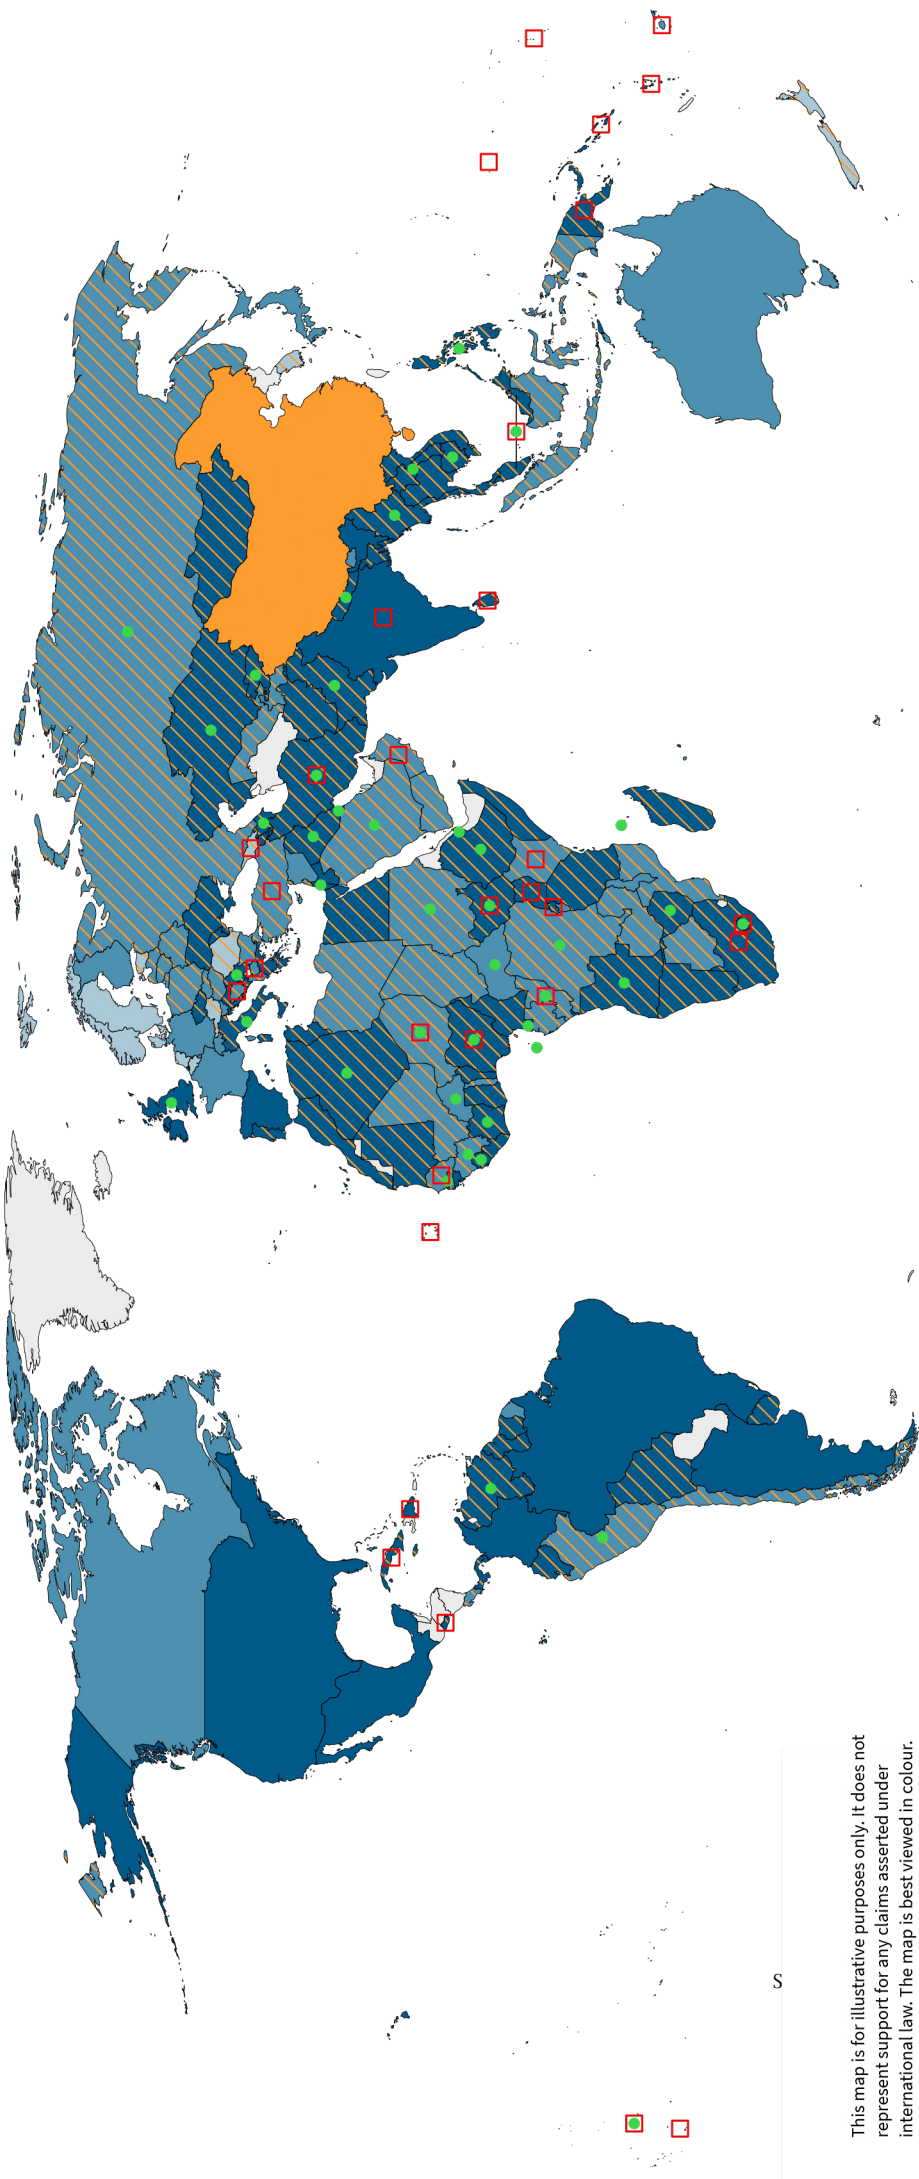 S
This map is for illustrative purposes only. It does not
represent support for any claims asserted under
international law. The map is best viewed in colour.